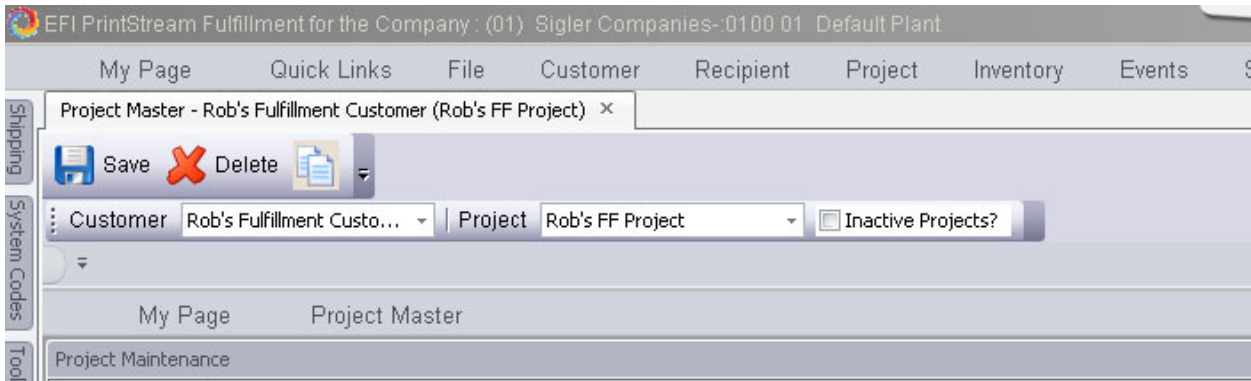 EFI PrintStream Fulfillment for the Company : (01) Sigler Companies-:0100 01 Default Plant
My Page Quick Links File Customer Recipient Project Inventory Events
Project Master - Rob's Fulfillment Customer (Rob's FF Project) ×
Shipping
Save Delete
Customer Rob's Fulfillment Custo... Project Rob's FF Project Inactive Projects?
System Codes
My Page Project Master
Project Maintenance
Tool